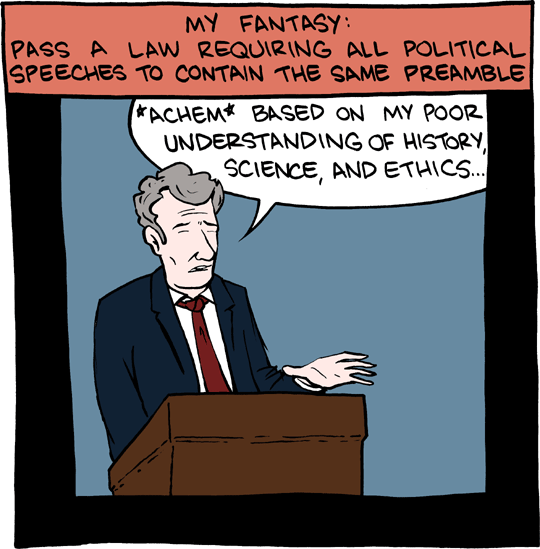 MY FANTASY:
PASS A LAW REQUIRING ALL POLITICAL
SPEECHES TO CONTAIN THE SAME PREAMBLE
*ACHEM* BASED ON MY POOR
UNDERSTANDING OF HISTORY,
SCIENCE, AND ETHICS...